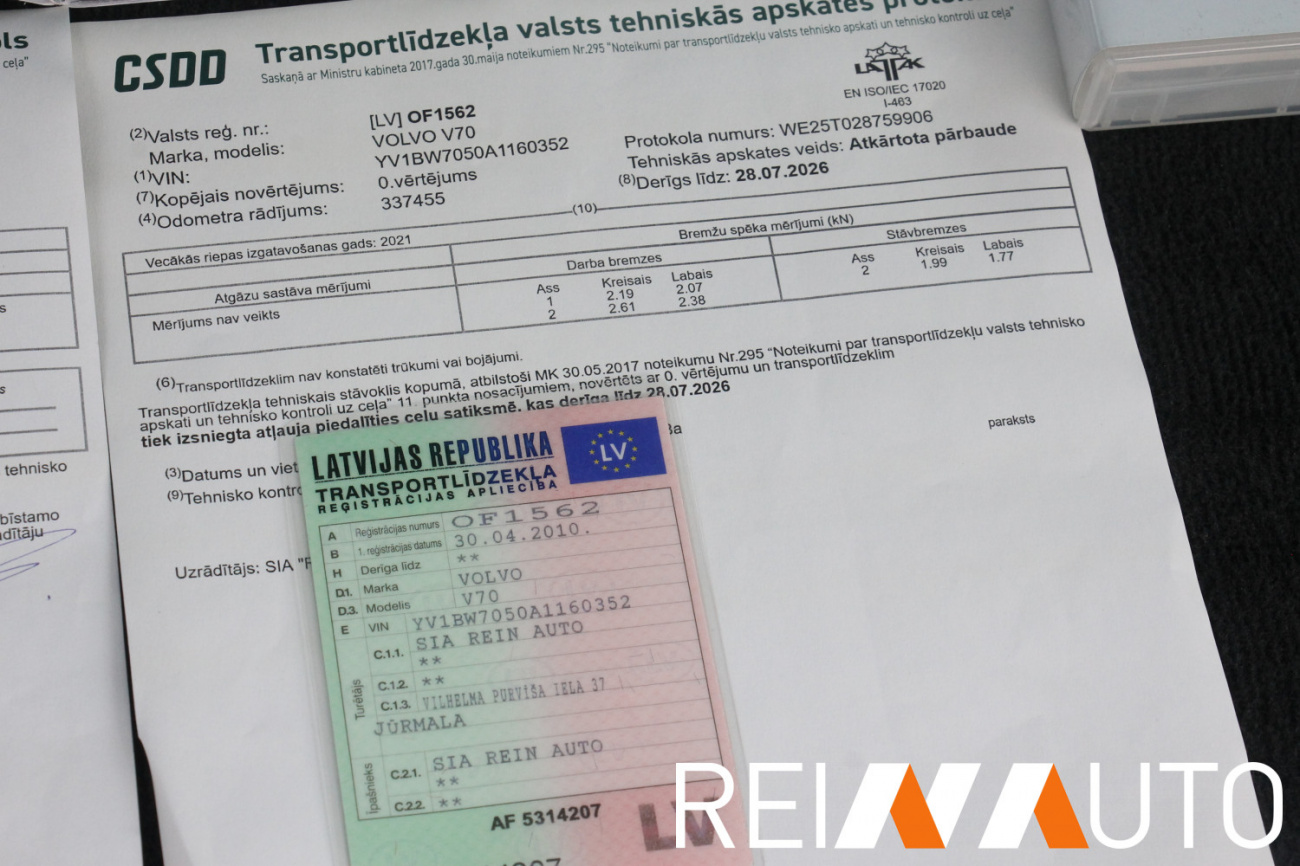 CSDD
Transportlīdzekļa valsts tehniskās apskates
Saskaņā ar Ministru kabineta 2017.gada 30.maija noteikumiem Nr.295 "Noteikumi par transportlīdzekļu valsts tehnisko apskati un tehnisko kontroli uz ceļa"
LATAK
EN ISO/IEC 17020
I-463
(2)Valsts reģ. nr.: [LV] OF1562
Marka, modelis: VOLVO V70
(1)VIN: YV1BW7050A1160352
(7)Kopējais novērtējums: 0.vērtējums
(4)Odometra rādījums: 337455
Protokola numurs: WE25T028759906
Tehniskās apskates veids: Atkārtota pārbaude
(8)Derīgs līdz: 28.07.2026
(10)
Vecākās riepas izgatavošanas gads: 2021
Bremžu spēka mērījumi (kN)
Atgāzu sastāva mērījumi
Darba bremzes
Stāvbremzes
Mērījums nav veikts
Ass Kreisais Labais
1 2.19 2.07
2 2.61 2.38
Ass Kreisais Labais
2 1.99 1.77
(6)Transportlīdzeklim nav konstatēti trūkumi vai bojājumi.
Transportlīdzekļa tehniskais stāvoklis kopumā, atbilstoši MK 30.05.2017 noteikumu Nr.295 "Noteikumi par transportlīdzekļu valsts tehnisko
apskati un tehnisko kontroli uz ceļa" 11. punkta nosacījumiem, novērtēts ar 0. vērtējumu un transportlīdzeklim
tiek izsniegta atļauja piedalīties ceļu satiksmē, kas derīga līdz 28.07.2026
paraksts
(3)Datums un viet
(9)Tehnisko kontro
Uzrādītājs: SIA "R
ceļa"
tehnisko
bīstamo
LATVIJAS REPUBLIKA
LV
TRANSPORTLĪDZEKĻA
REĢISTRĀCIJAS APLIECĪBA
A Reģistrācijas numurs OF1562
B 1. reģistrācijas datums 30.04.2010.
H Derīga līdz **
D.1. Marka VOLVO
D.3. Modelis V70
E VIN YV1BW7050A1160352
Turētājs
C.1.1. SIA REIN AUTO
**
C.1.2. **
C.1.3. VILHELMA PURVĪŠA IELA 37
JŪRMALA
Īpašnieks
C.2.1. SIA REIN AUTO
**
C.2.2. **
AF 5314207
LV
REINAUTO